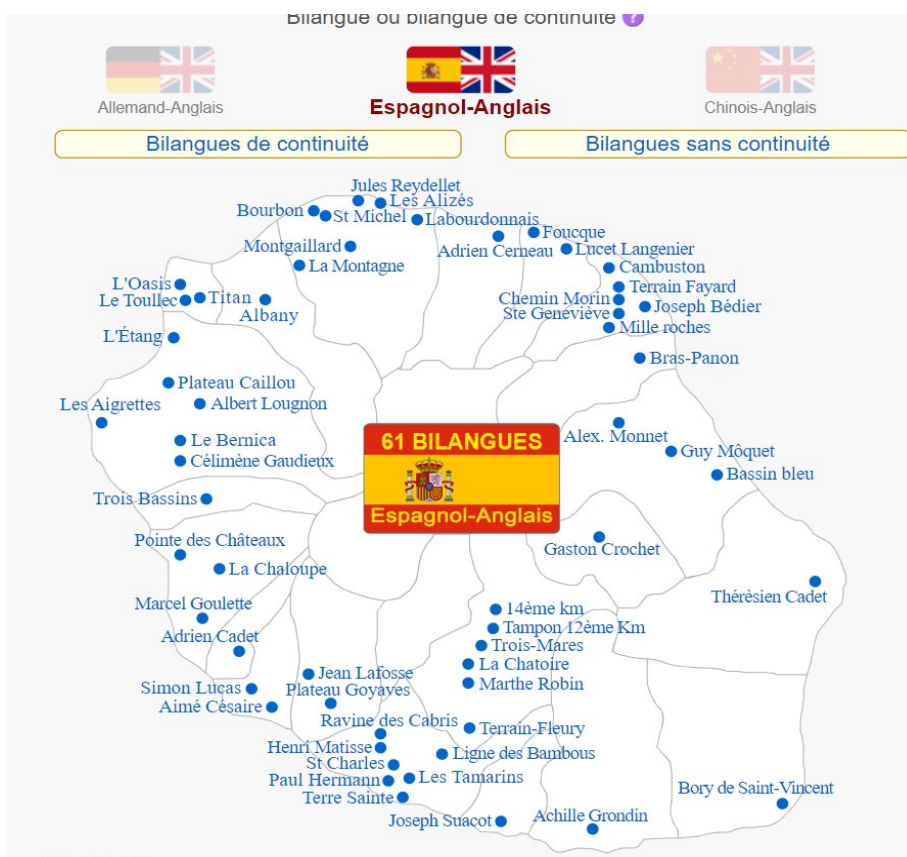 Bilangue ou bilangue de continuité ?
Allemand-Anglais
Espagnol-Anglais
Chinois-Anglais
Bilangues de continuité
Bilangues sans continuité
Jules Reydellet
Les Alizés
Bourbon
St Michel
Labourdonnais
Foucque
Montgaillard
Adrien Cerneau
Lucet Langenier
La Montagne
Cambuston
L'Oasis
Terrain Fayard
Le Toullec
Titan
Chemin Morin
Joseph Bédier
Albany
Ste Genéviève
Mille roches
L'Étang
Bras-Panon
Plateau Caillou
Les Aigrettes
Albert Lougnon
Le Bernica
61 BILANGUES
Espagnol-Anglais
Alex. Monnet
Guy Môquet
Célimène Gaudieux
Bassin bleu
Trois Bassins
Pointe des Châteaux
Gaston Crochet
La Chaloupe
Thérèsien Cadet
Marcel Goulette
14ème km
Tampon 12ème Km
Adrien Cadet
Trois-Mares
La Chatoire
Jean Lafosse
Marthe Robin
Simon Lucas
Plateau Goyaves
Aimé Césaire
Ravine des Cabris
Terrain-Fleury
Henri Matisse
Ligne des Bambous
St Charles
Les Tamarins
Paul Hermann
Bory de Saint-Vincent
Terre Sainte
Joseph Suacot
Achille Grondin